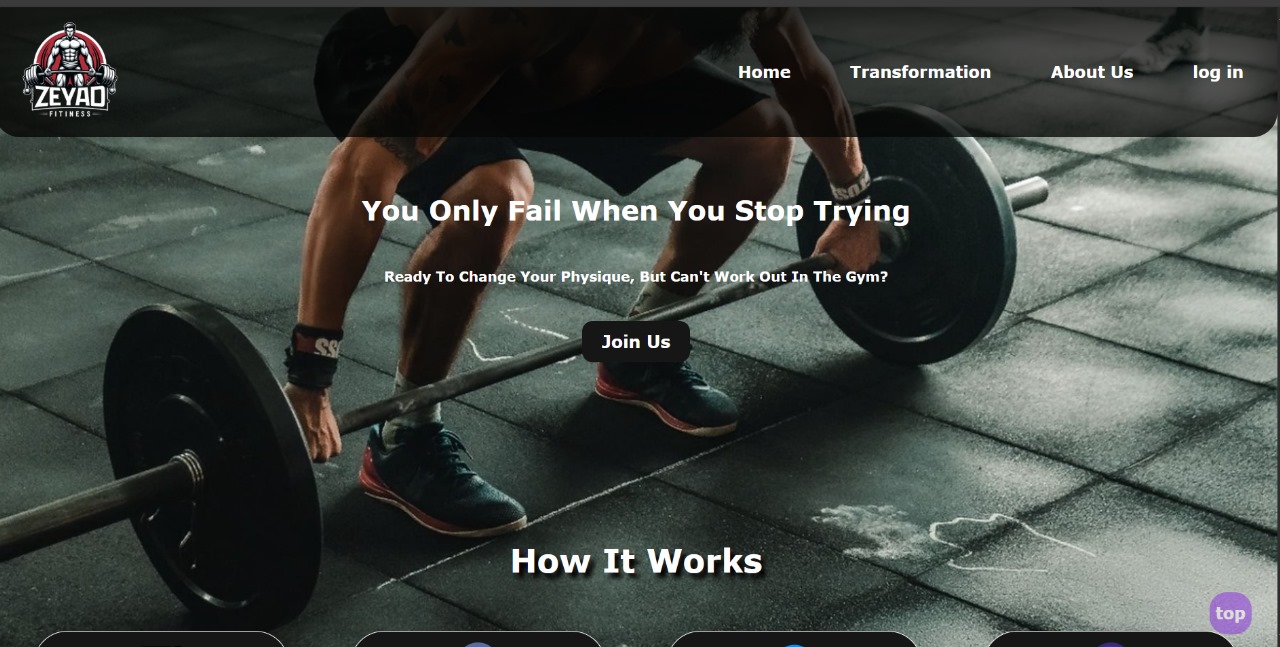 ZEYAD
FITINESS
Home
Transformation
About Us
log in
You Only Fail When You Stop Trying
Ready To Change Your Physique, But Can't Work Out In The Gym?
Join Us
How It Works
top